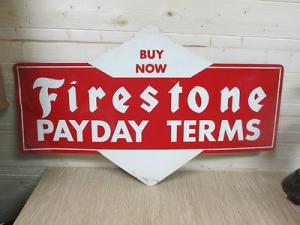 BUY
NOW
Firestone
PAYDAY TERMS